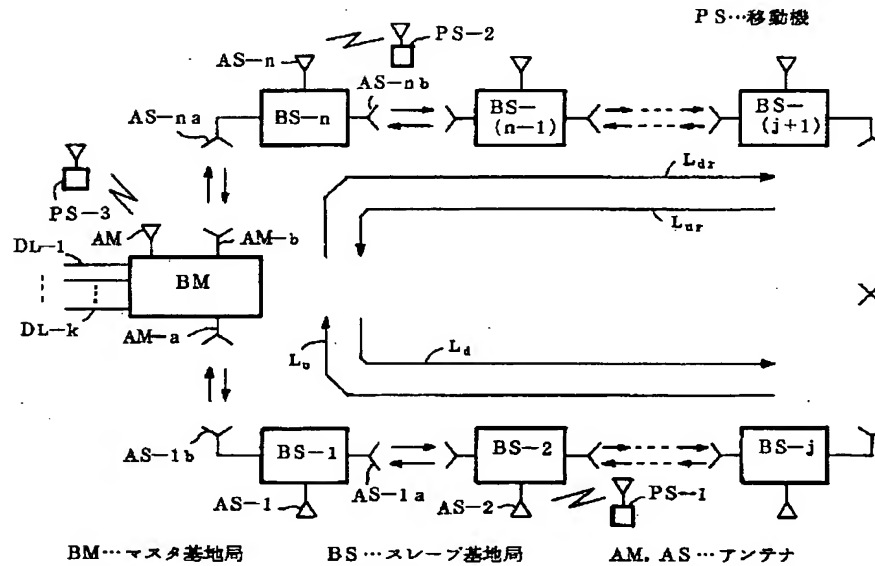 PS…移動機
PS-2
AS-n
AS-nb
AS-na
BS-n
BS-(n-1)
BS-(j+1)
Ldr
PS-3
AM
AM-b
Lur
DL-1
BM
DL-k
AM-a
Lu
Ld
AS-1b
BS-1
BS-2
BS-j
AS-1a
AS-1
AS-2
PS-1
BM…マスタ基地局 BS…スレーブ基地局 AM, AS…アンテナ